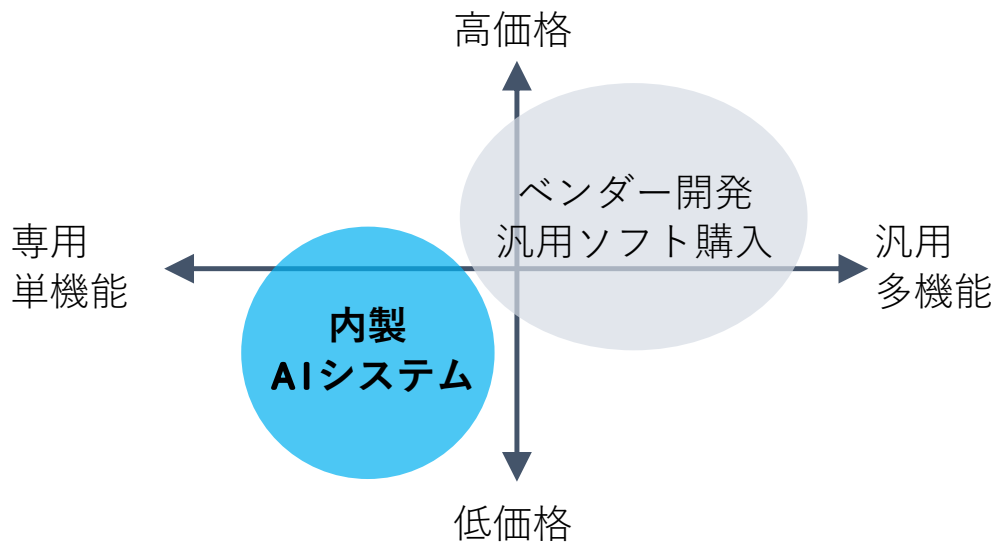 高価格
ベンダー開発
汎用ソフト購入
専用
単機能
汎用
多機能
内製
AIシステム
低価格